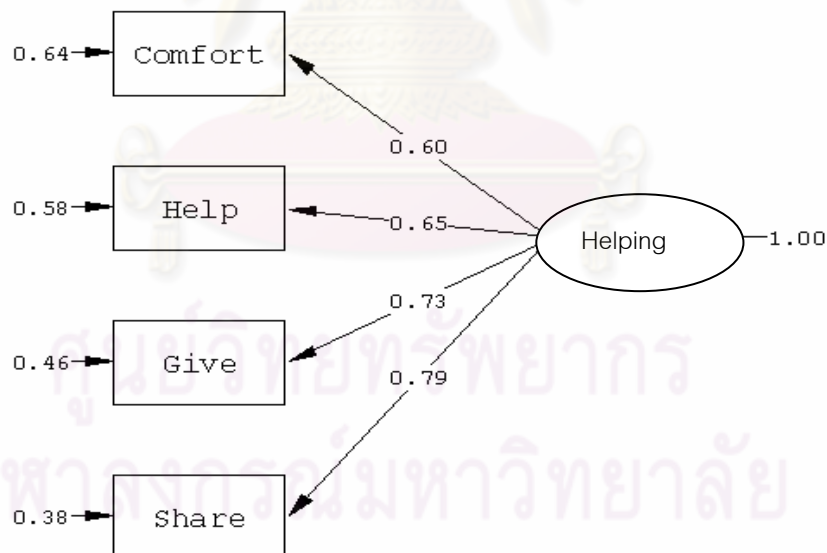 0.64 Comfort
0.60
0.58 Help
0.65
Helping 1.00
0.73
0.46 Give
0.79
0.38 Share
ศูนย์วิทยทรัพยากร
จุฬาลงกรณ์มหาวิทยาลัย